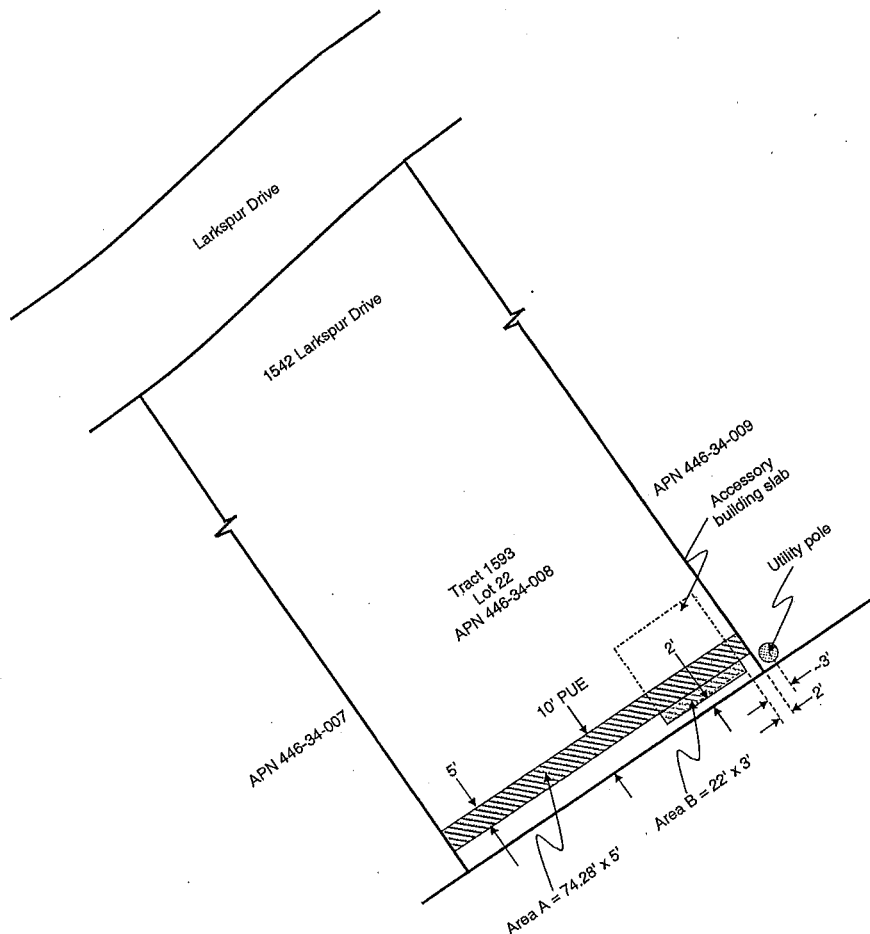 Larkspur Drive
1542 Larkspur Drive
APN 446-34-009
Accessory
building slab
Utility pole
Tract 1593
Lot 22
APN 446-34-008
2'
~3'
2'
10' PUE
APN 446-34-007
5'
Area B = 22' x 3'
Area A = 74.28' x 5'